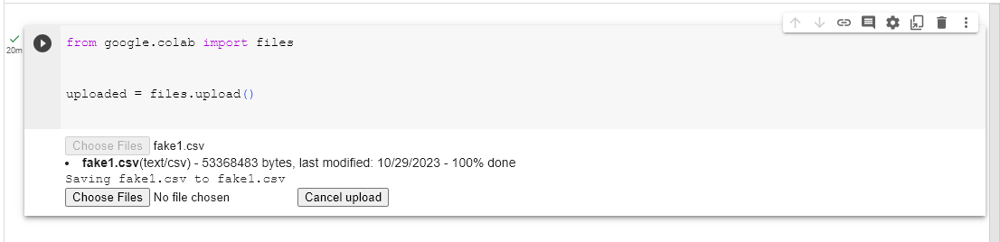 20m
from google.colab import files
uploaded = files.upload()
Choose Files fake1.csv
• fake1.csv(text/csv) - 53368483 bytes, last modified: 10/29/2023 - 100% done
Saving fake1.csv to fake1.csv
Choose Files No file chosen Cancel upload